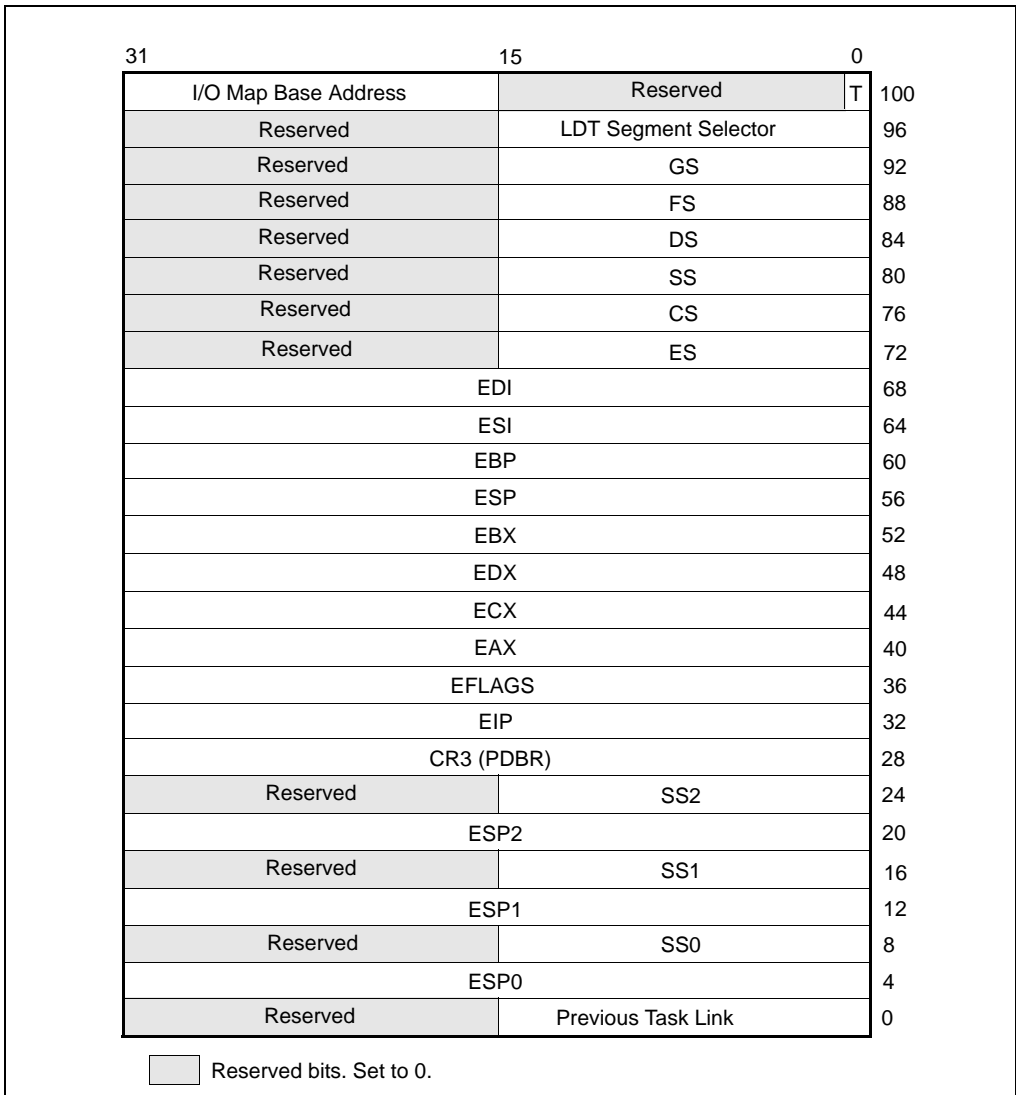 31 15 0
I/O Map Base Address Reserved T 100
Reserved LDT Segment Selector 96
Reserved GS 92
Reserved FS 88
Reserved DS 84
Reserved SS 80
Reserved CS 76
Reserved ES 72
EDI 68
ESI 64
EBP 60
ESP 56
EBX 52
EDX 48
ECX 44
EAX 40
EFLAGS 36
EIP 32
CR3 (PDBR) 28
Reserved SS2 24
ESP2 20
Reserved SS1 16
ESP1 12
Reserved SS0 8
ESP0 4
Reserved Previous Task Link 0
Reserved bits. Set to 0.